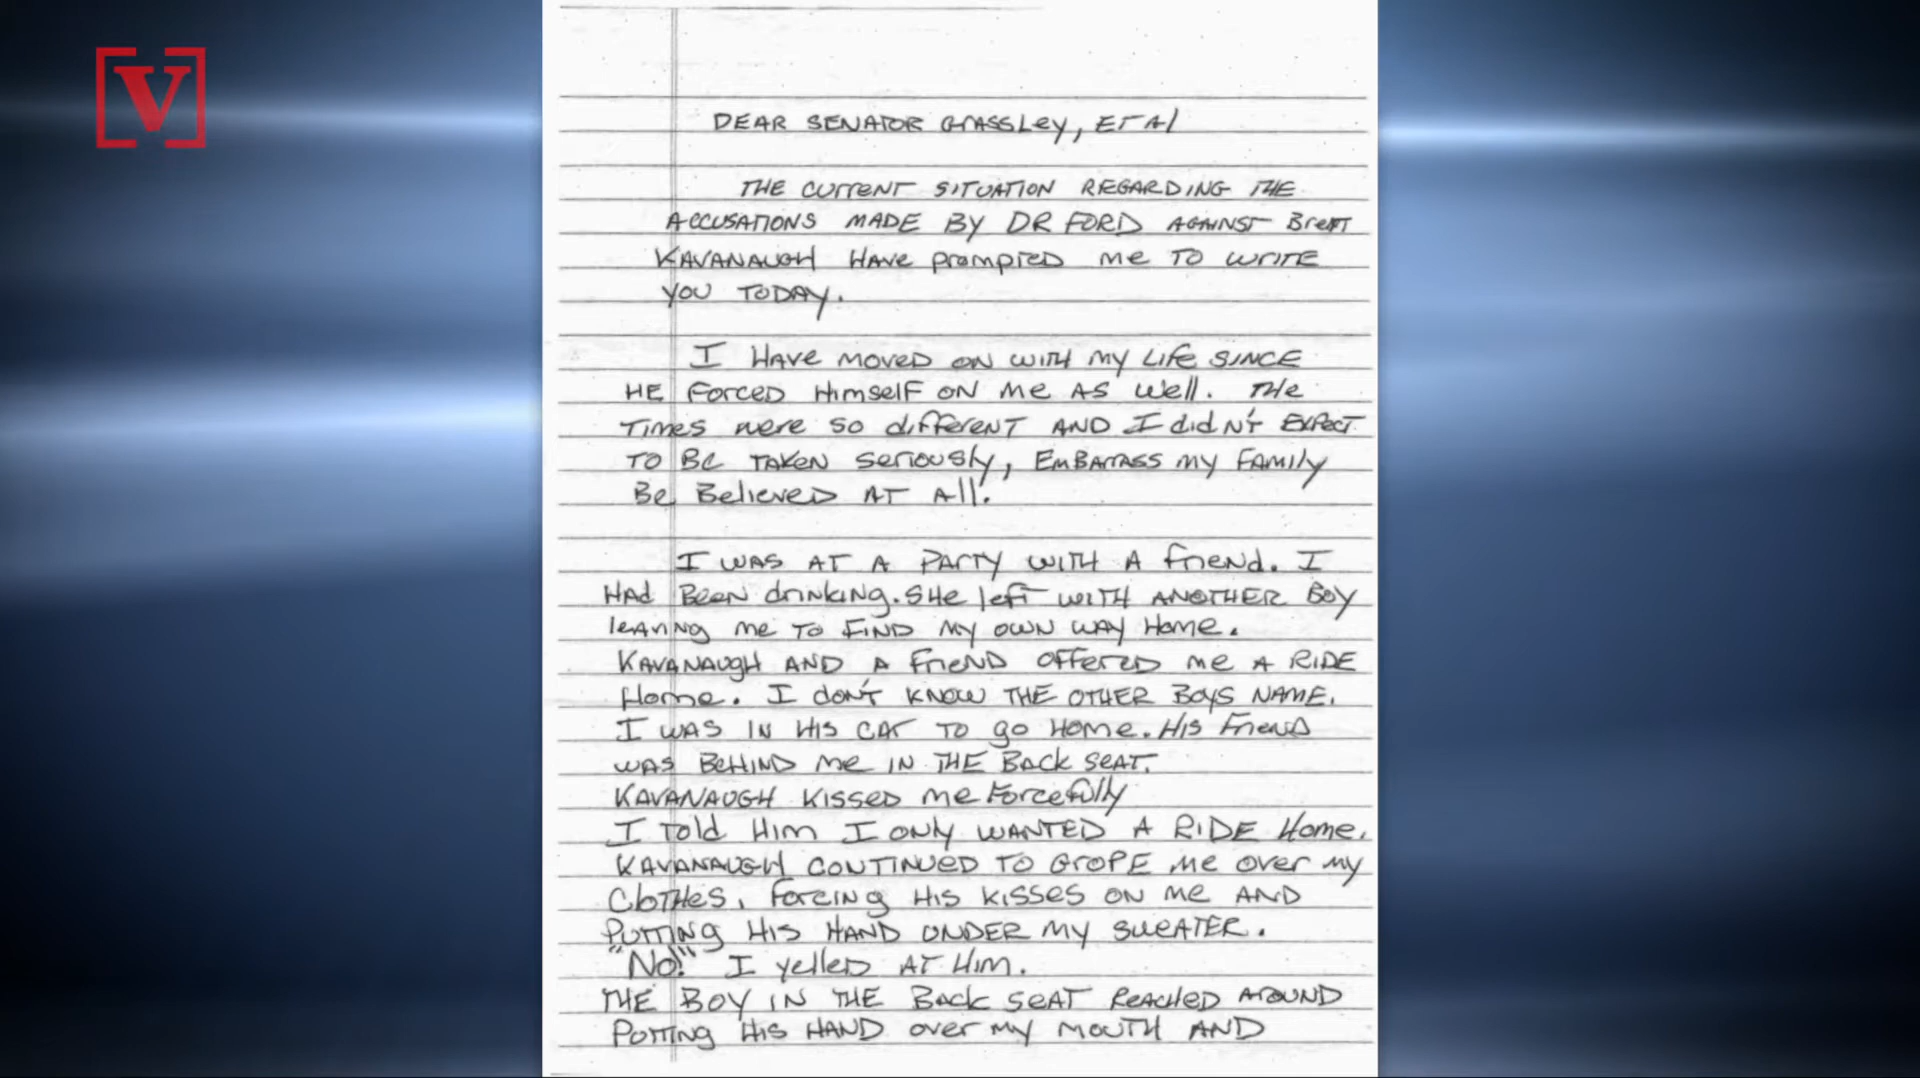 V
DEAR SENATOR GRASSLEY, ET Al
THE CURRENT SITUATION REGARDING THE
ACCUSATIONS MADE BY DR FORD AGAINST BreTT
KAVANAUGH HAVE prompTED me TO WRITE
YOU TODAY.
I HAVE MOVED ON WITH MY LIFE SINCE
HE FORCED HimselF ON ME AS Well. THE
TIMES were SO different AND I didn't EXPECT
TO BE TAKEN SERIOUSly, EMBARRASS MY FAMILY
BE BelieveD AT All.
I WAS AT A PARTY WITH A friend. I
HAd BEEN drinking. SHe left WITH ANOTHER BOY
leAving me TO FIND MY OWN WAY Home.
KAVANAUGH AND A FRIEND OFFERED me A RIDE
Home. I don't KNOW THE OTHER BOYS NAME.
I WAS IN HIS CAR TO go HOME. HIS FrienD
WAS BEHIND me IN THE BACK SEAT.
KAVANAUGH KISSED me Forcefully
I Told HIM I only WANTED A RIDE Home.
KAVANAUGH CONTINUED TO GROPE me over my
CLOTHES, FORCING HIS KISSES ON me AND
PUTTING HIS HAND UNDER MY SWEATER.
"No!" I yelleD AT HIM.
THE BOY IN THE BACK SEAT REACHED AROUND
PUTTING HIS HAND over my MOUTH AND